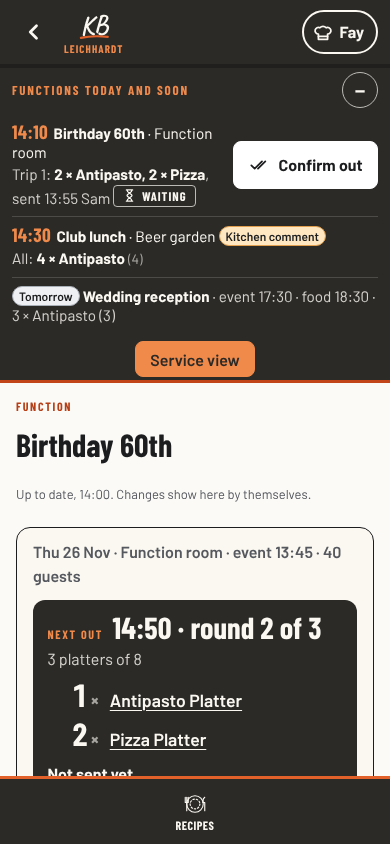 KB
LEICHHARDT
Fay
FUNCTIONS TODAY AND SOON
14:10 Birthday 60th · Function
room
Trip 1: 2 × Antipasto, 2 × Pizza,
sent 13:55 Sam WAITING
Confirm out
14:30 Club lunch · Beer garden Kitchen comment
All: 4 × Antipasto (4)
Tomorrow Wedding reception · event 17:30 · food 18:30 ·
3 × Antipasto (3)
Service view
FUNCTION
Birthday 60th
Up to date, 14:00. Changes show here by themselves.
Thu 26 Nov · Function room · event 13:45 · 40
guests
NEXT OUT 14:50 · round 2 of 3
3 platters of 8
1 × Antipasto Platter
2 × Pizza Platter
Not sent yet
RECIPES